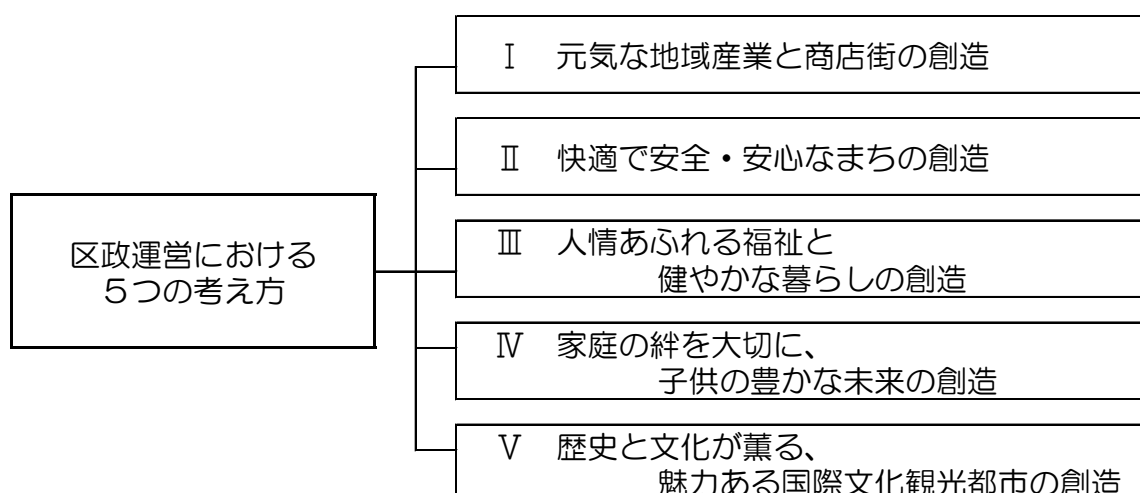 区政運営における
５つの考え方
Ⅰ 元気な地域産業と商店街の創造
Ⅱ 快適で安全・安心なまちの創造
Ⅲ 人情あふれる福祉と
健やかな暮らしの創造
Ⅳ 家庭の絆を大切に、
子供の豊かな未来の創造
Ⅴ 歴史と文化が薫る、
魅力ある国際文化観光都市の創造